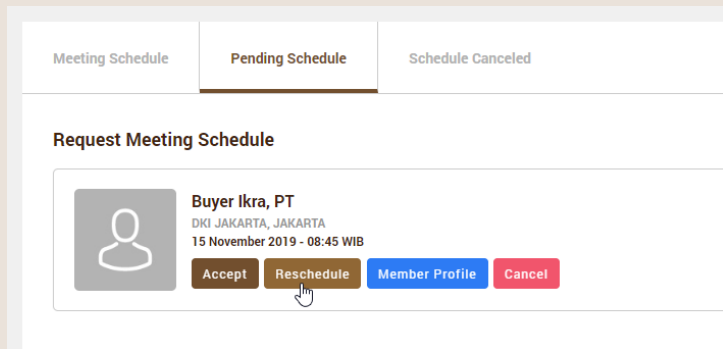 Meeting Schedule Pending Schedule Schedule Canceled
Request Meeting Schedule
Buyer Ikra, PT
DKI JAKARTA, JAKARTA
15 November 2019 - 08:45 WIB
Accept Reschedule Member Profile Cancel